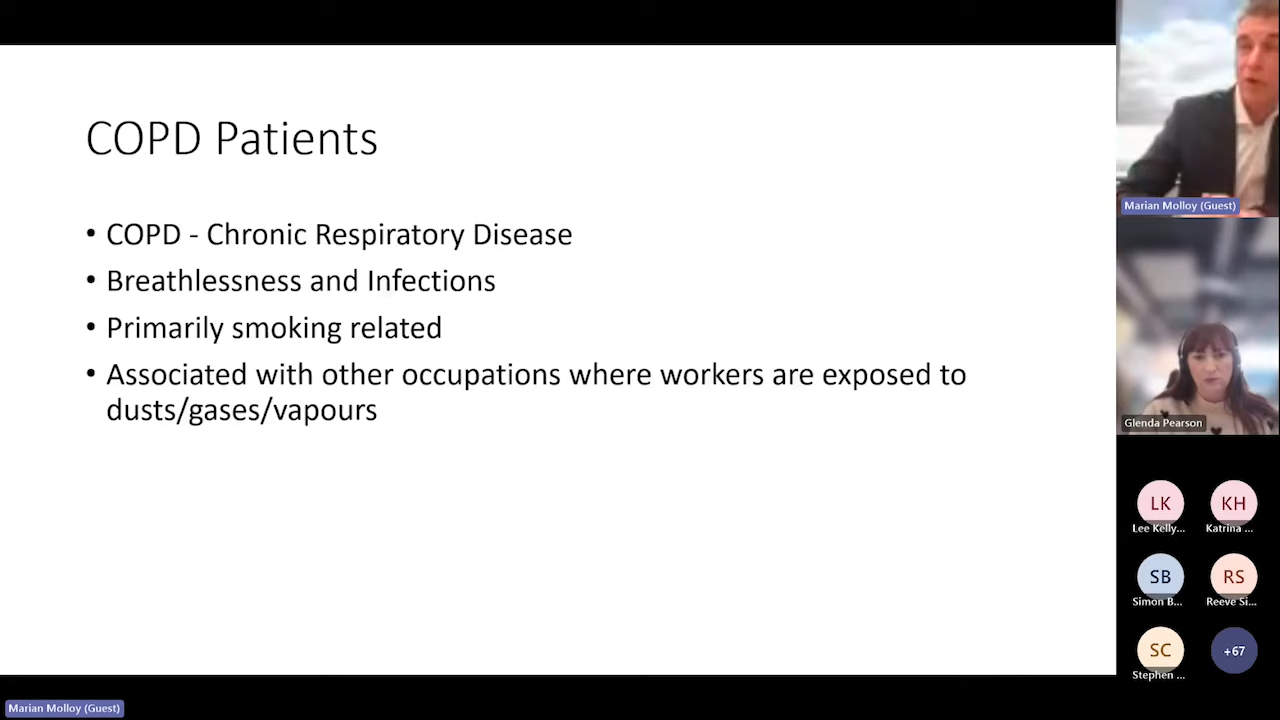 COPD Patients
• COPD - Chronic Respiratory Disease
• Breathlessness and Infections
• Primarily smoking related
• Associated with other occupations where workers are exposed to
dusts/gases/vapours
Marian Molloy (Guest)
Glenda Pearson
LK
KH
Lee Kelly...
Katrina ...
SB
RS
Simon B...
Reeve Si...
SC
+67
Stephen ...
Marian Molloy (Guest)